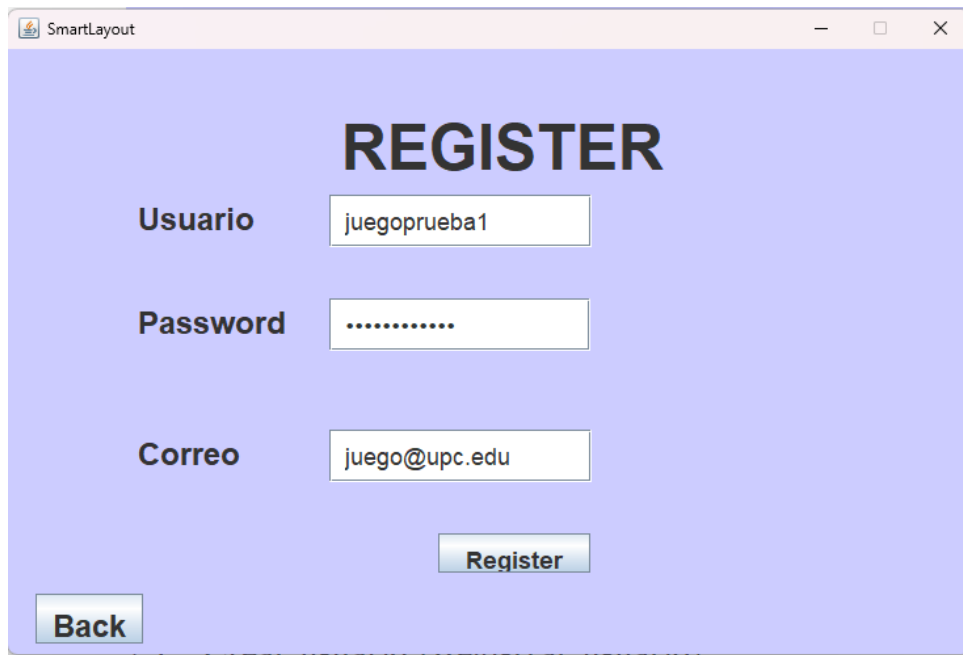 SmartLayout
REGISTER
Usuario juegoprueba1
Password ••••••••••••
Correo juego@upc.edu
Register
Back